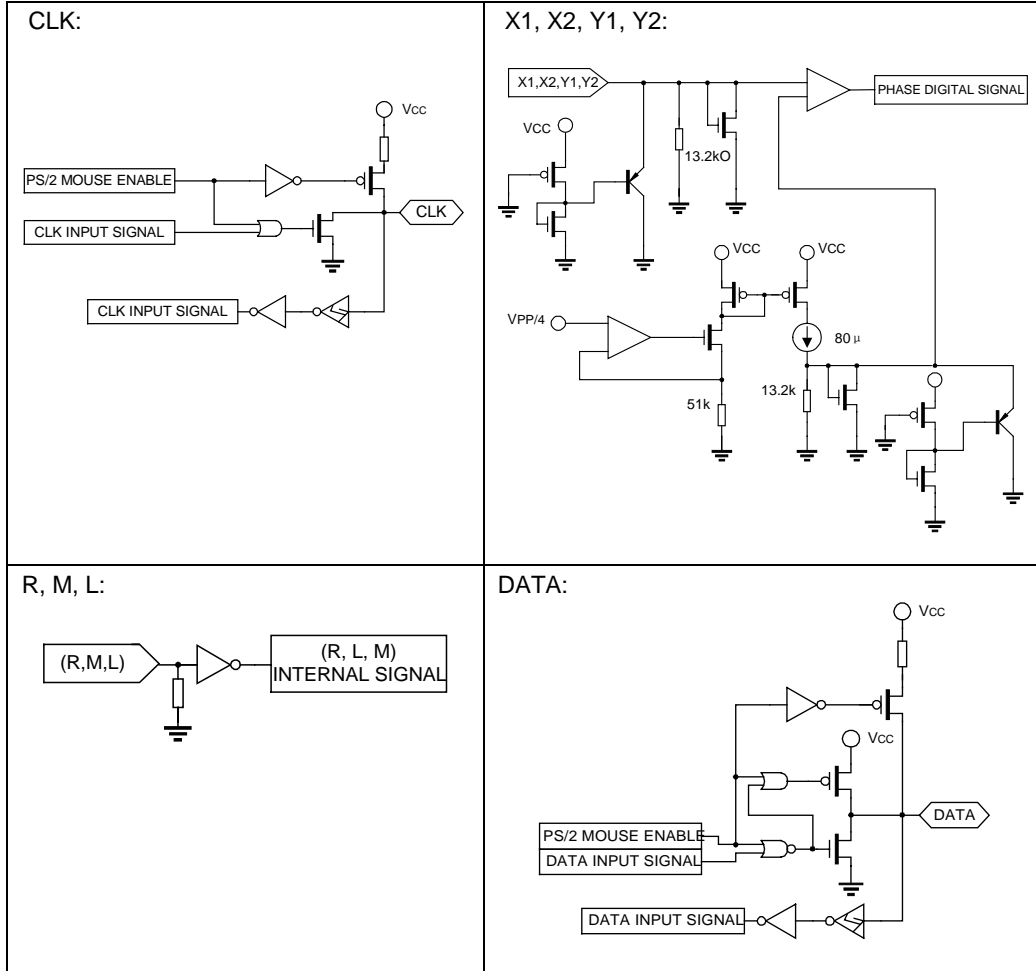 CLK:
Vcc
PS/2 MOUSE ENABLE
CLK
CLK INPUT SIGNAL
CLK INPUT SIGNAL
X1, X2, Y1, Y2:
X1,X2,Y1,Y2
PHASE DIGITAL SIGNAL
VCC
13.2kO
VCC
VCC
VPP/4
80 μ
51k
13.2k
R, M, L:
(R,M,L)
(R, L, M)
INTERNAL SIGNAL
DATA:
Vcc
Vcc
DATA
PS/2 MOUSE ENABLE
DATA INPUT SIGNAL
DATA INPUT SIGNAL